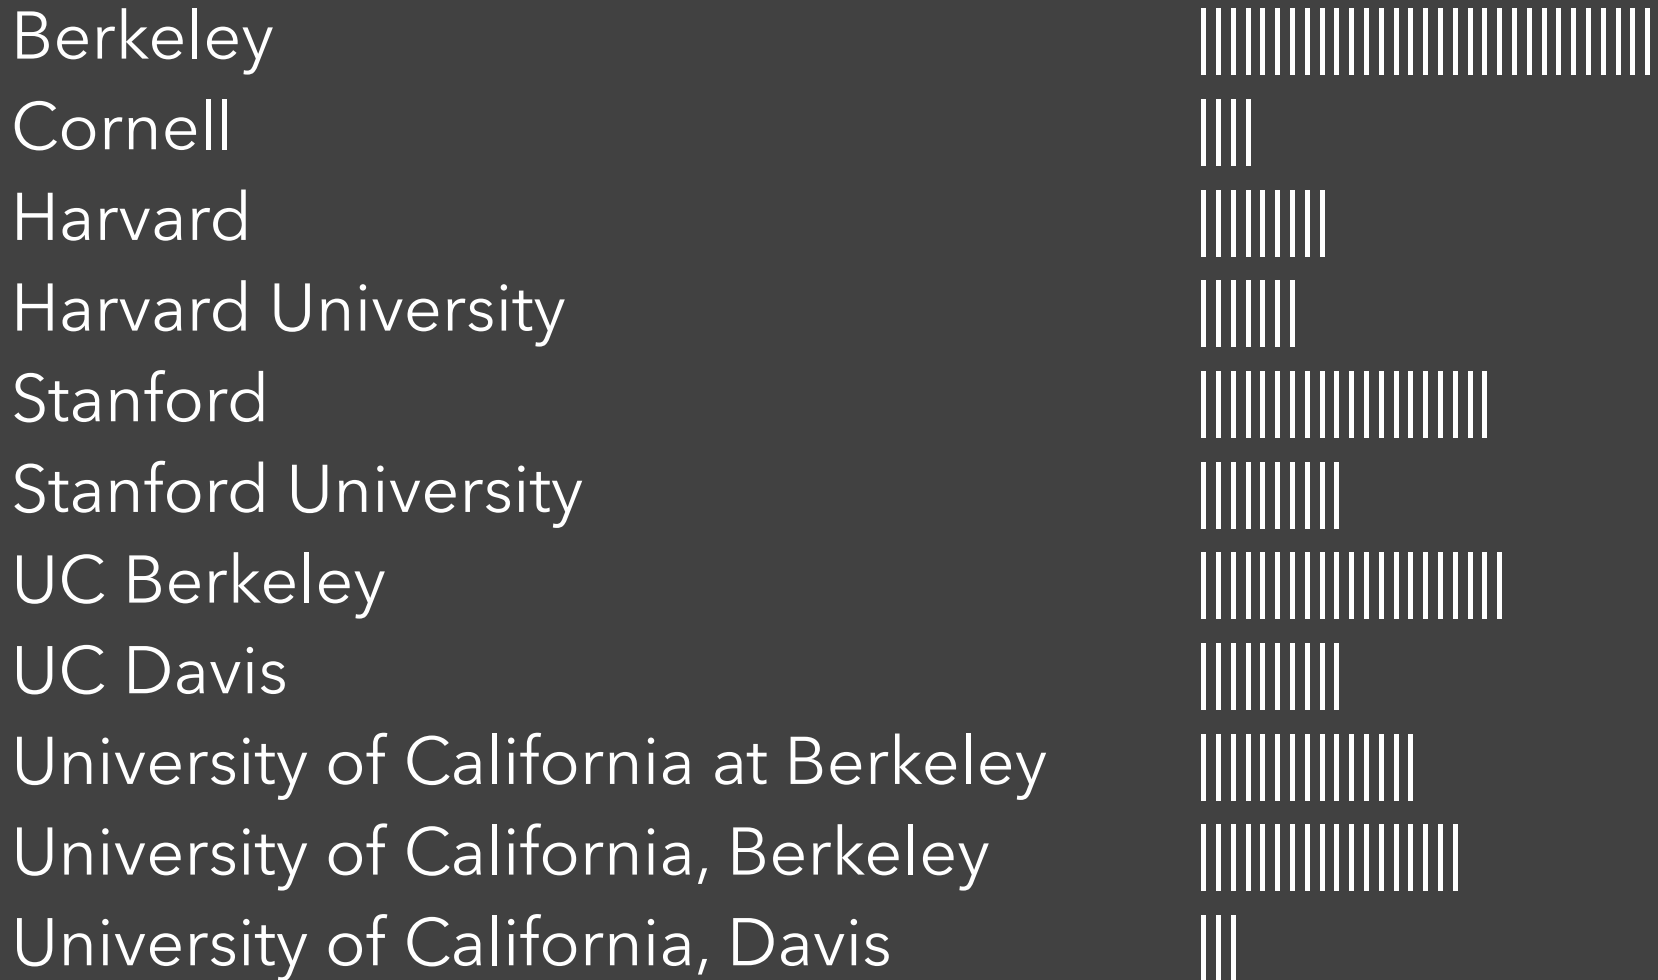 Berkeley
Cornell
Harvard
Harvard University
Stanford
Stanford University
UC Berkeley
UC Davis
University of California at Berkeley
University of California, Berkeley
University of California, Davis